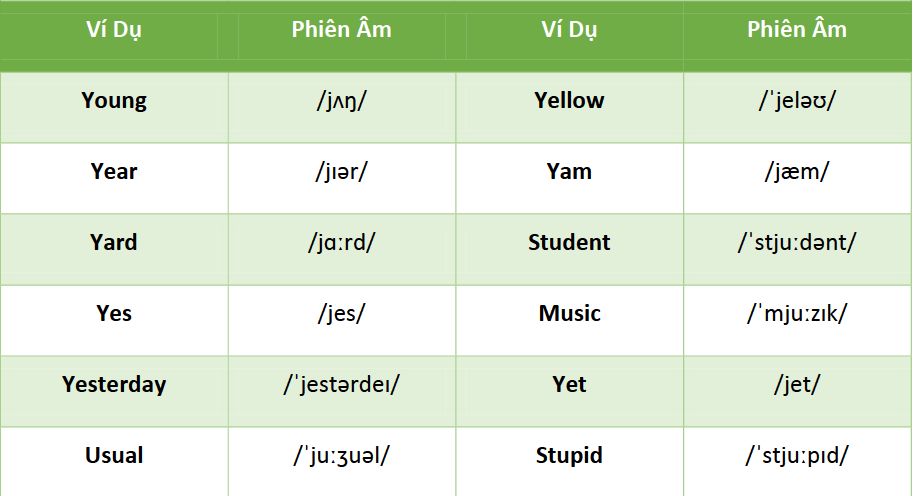 Ví Dụ Phiên Âm Ví Dụ Phiên Âm
Young /jʌŋ/ Yellow /ˈjeləʊ/
Year /jɪər/ Yam /jæm/
Yard /jɑːrd/ Student /ˈstjuːdənt/
Yes /jes/ Music /ˈmjuːzɪk/
Yesterday /ˈjestərdeɪ/ Yet /jet/
Usual /ˈjuːʒuəl/ Stupid /ˈstjuːpɪd/